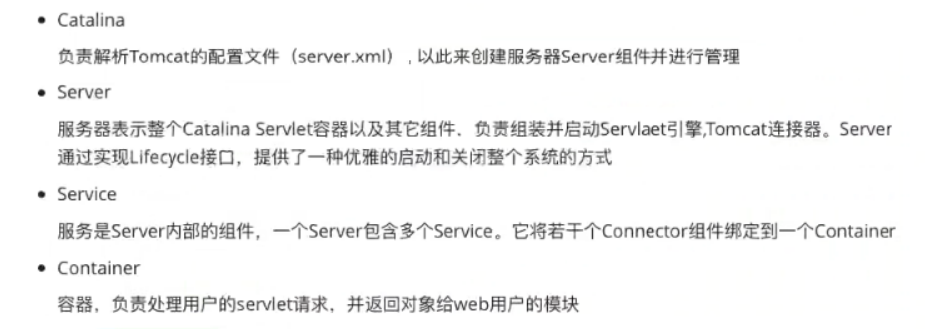 Catalina
负责解析Tomcat的配置文件（server.xml），以此来创建服务器Server组件并进行管理
Server
服务器表示整个Catalina Servlet容器以及其它组件，负责组装并启动Servlaet引擎,Tomcat连接器。Server
通过实现Lifecycle接口，提供了一种优雅的启动和关闭整个系统的方式
Service
服务是Server内部的组件，一个Server包含多个Service。它将若干个Connector组件绑定到一个Container
Container
容器，负责处理用户的servlet请求，并返回对象给web用户的模块